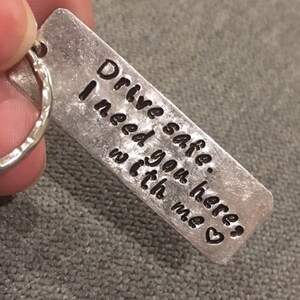 Drive safe.
I need you here,
with me♡